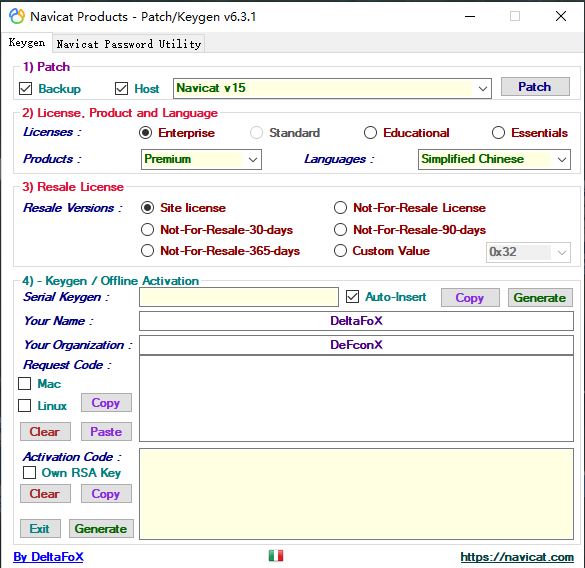 Navicat Products - Patch/Keygen v6.3.1
Keygen Navicat Password Utility
1) Patch
Backup Host Navicat v15 Patch
2) License, Product and Language
Licenses : Enterprise Standard Educational Essentials
Products : Premium Languages : Simplified Chinese
3) Resale License
Resale Versions : Site license Not-For-Resale License
Not-For-Resale-30-days Not-For-Resale-90-days
Not-For-Resale-365-days Custom Value 0x32
4) - Keygen / Offline Activation
Serial Keygen : Auto-Insert Copy Generate
Your Name : DeltaFoX
Your Organization : DeFconX
Request Code :
Mac
Linux Copy
Clear Paste
Activation Code :
Own RSA Key
Clear Copy
Exit Generate
By DeltaFoX https://navicat.com